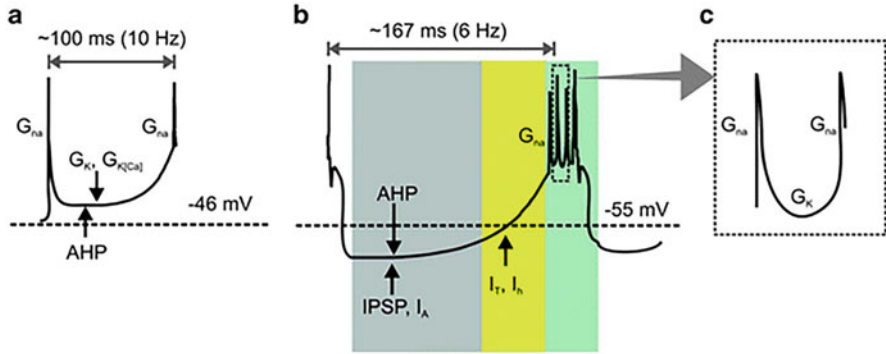 a
~100 ms (10 Hz)
Gna
Gna
GK, GK[Ca]
-46 mV
AHP
b
~167 ms (6 Hz)
Gna
AHP
-55 mV
IT, Ih
IPSP, IA
c
Gna
Gna
GK